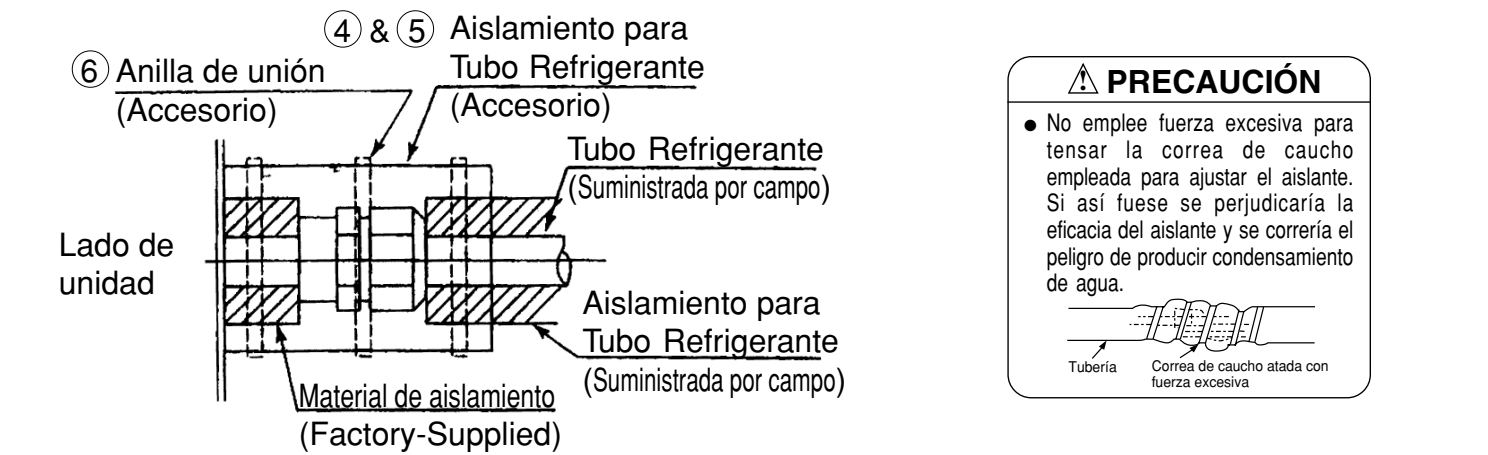 ④ & ⑤ Aislamiento para
Tubo Refrigerante
(Accesorio)
⑥ Anilla de unión
(Accesorio)
Tubo Refrigerante
(Suministrada por campo)
Lado de
unidad
Aislamiento para
Tubo Refrigerante
(Suministrada por campo)
Material de aislamiento
(Factory-Supplied)
PRECAUCIÓN
● No emplee fuerza excesiva para
tensar la correa de caucho
empleada para ajustar el aislante.
Si así fuese se perjudicaría la
eficacia del aislante y se correría el
peligro de producir condensamiento
de agua.
Tubería
Correa de caucho atada con
fuerza excesiva